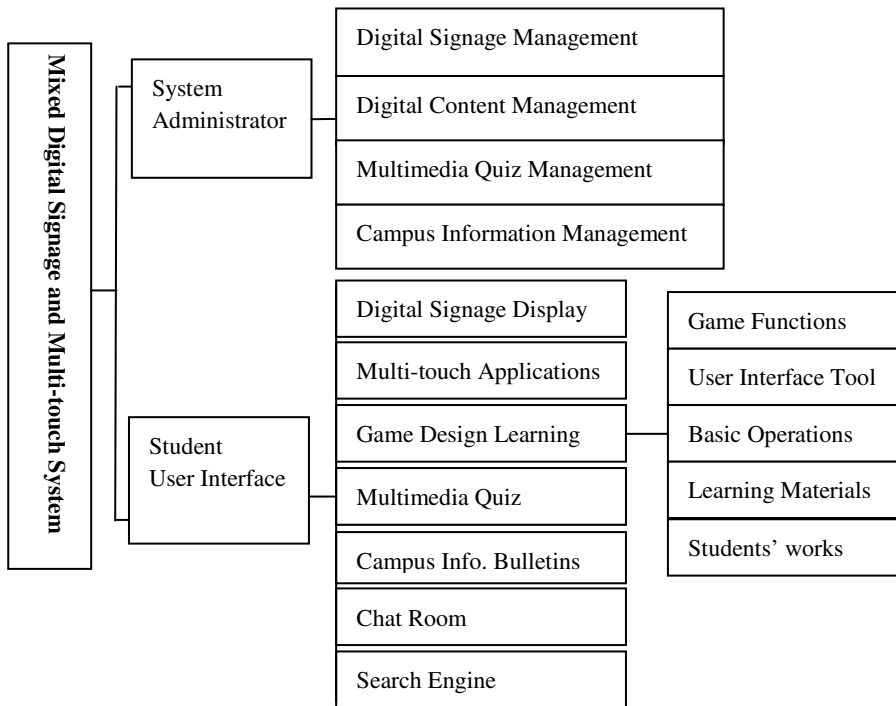 Mixed Digital Signage and Multi-touch System
System
Administrator
Digital Signage Management
Digital Content Management
Multimedia Quiz Management
Campus Information Management
Student
User Interface
Digital Signage Display
Multi-touch Applications
Game Design Learning
Multimedia Quiz
Campus Info. Bulletins
Chat Room
Search Engine
Game Functions
User Interface Tool
Basic Operations
Learning Materials
Students’ works